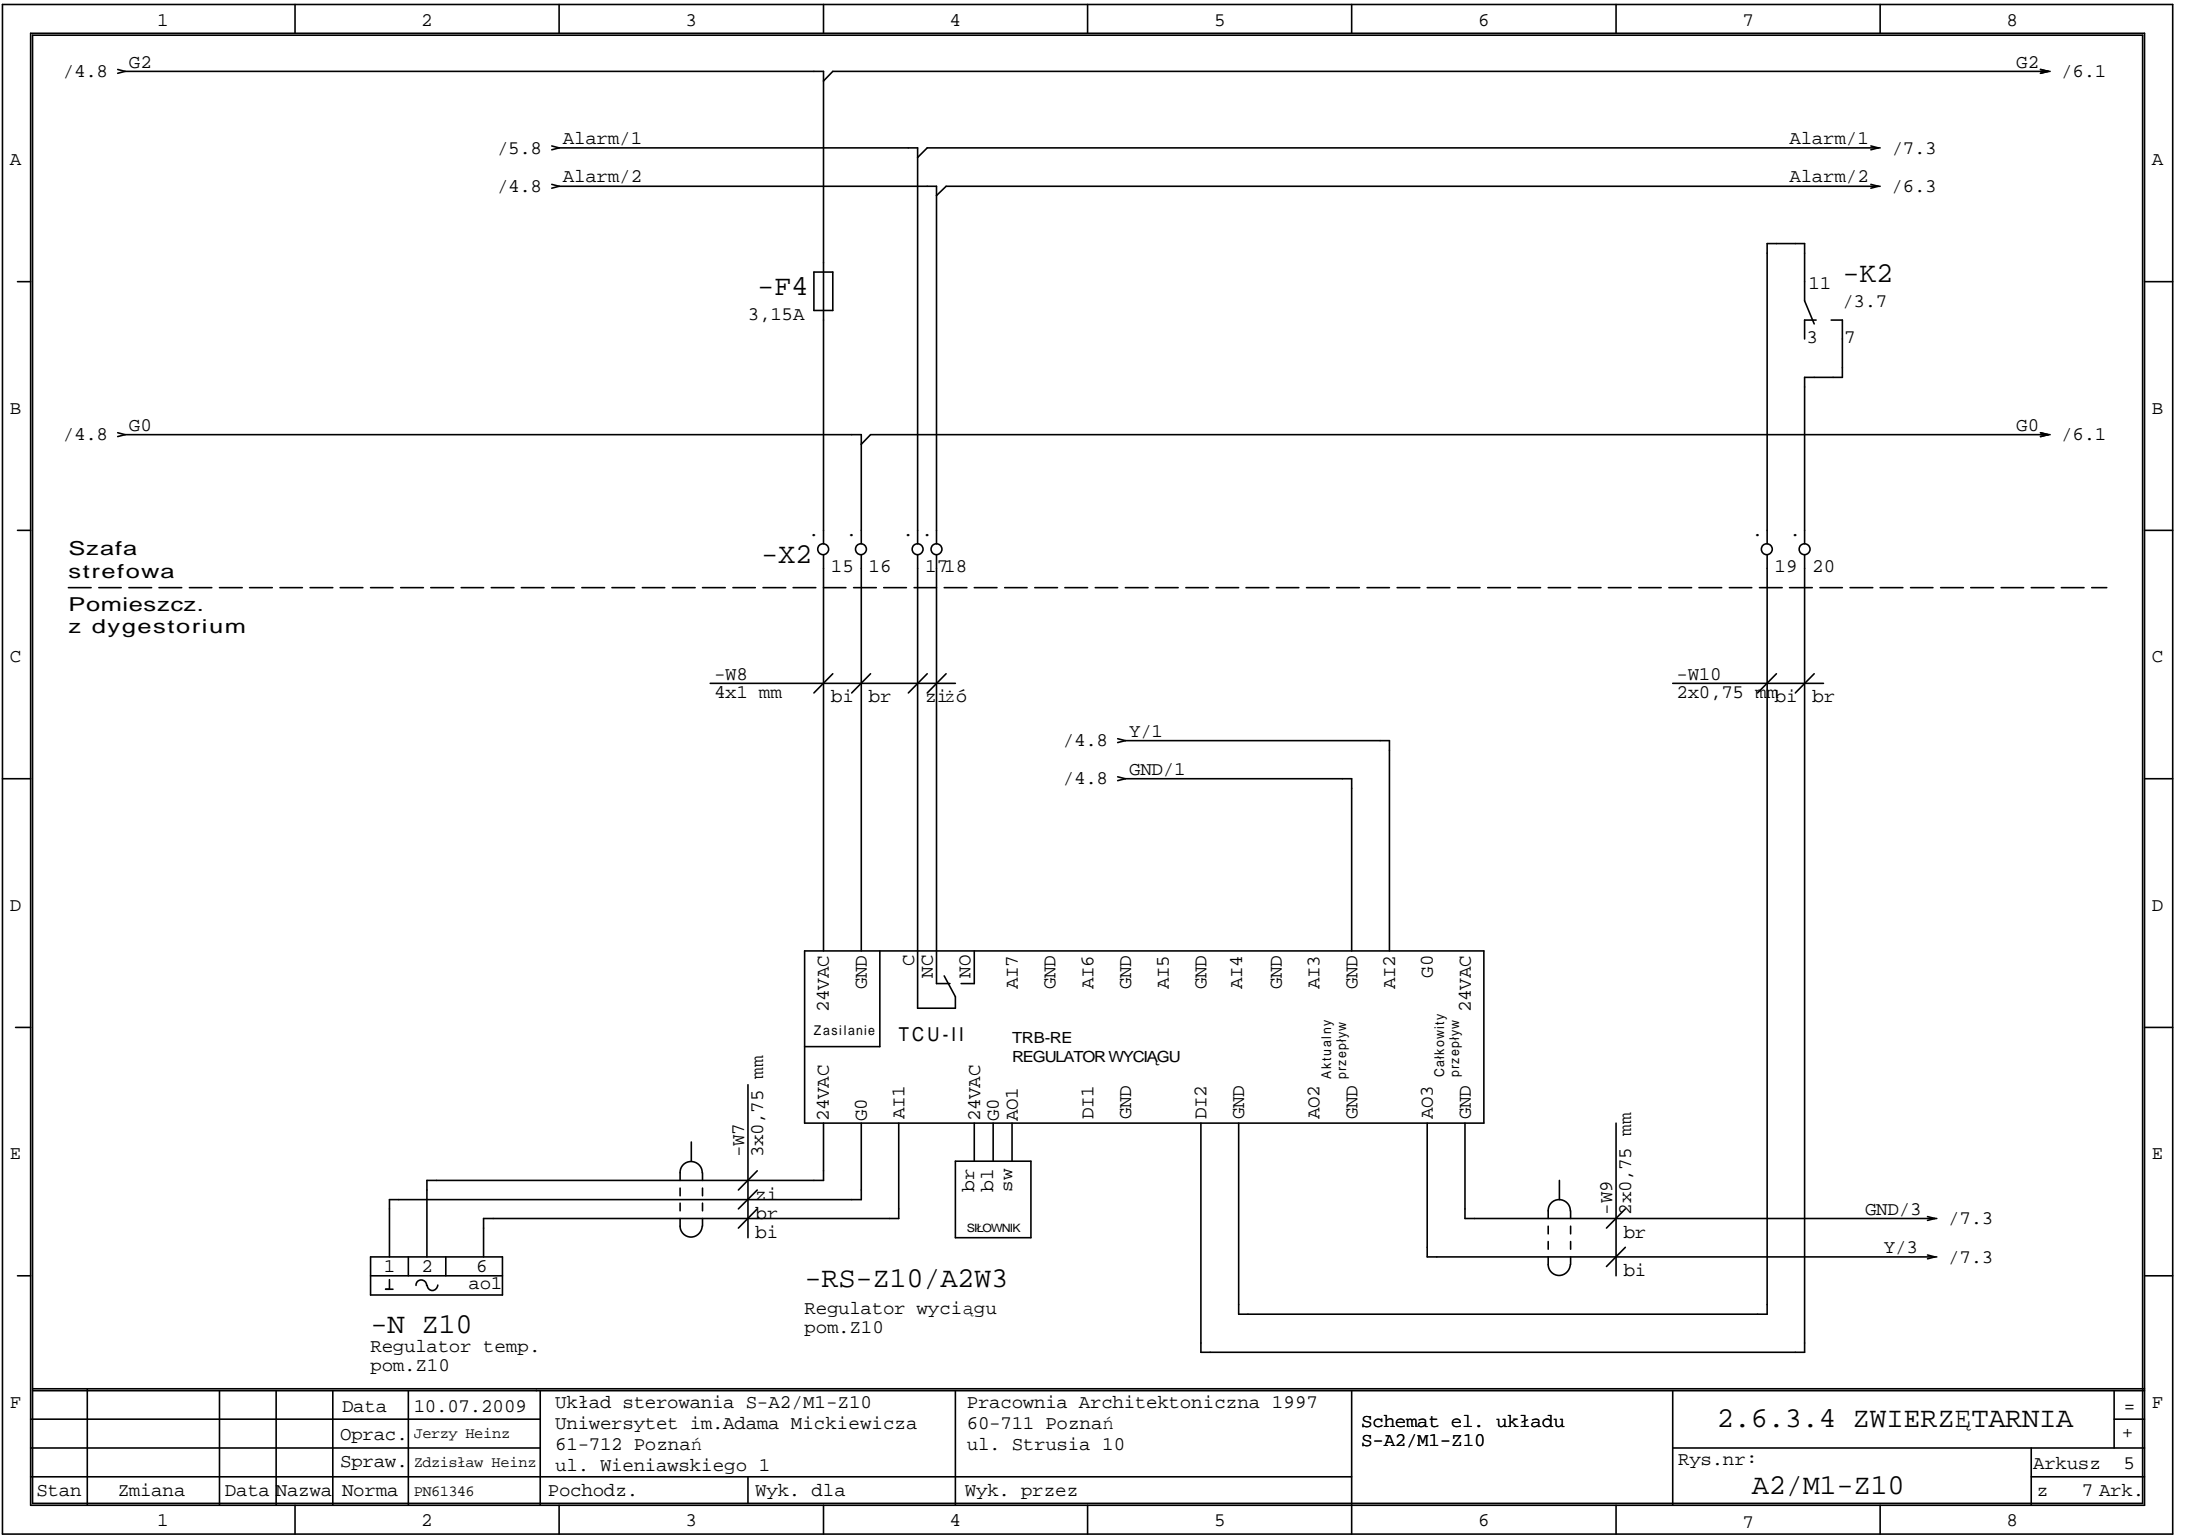 1 2 3 4 5 6 7 8
/4.8 G2 G2 /6.1
/5.8 Alarm/1 Alarm/1 /7.3
A A
/4.8 Alarm/2 Alarm/2 /6.3
-F4
3,15A
11 -K2
/3.7
3 7
B B
/4.8 G0 G0 /6.1
Szafa
strefowa
-X2 15 16 17 18 19 20
Pomieszcz.
z dygestorium
C C
-W8
4x1 mm bi br zi żó
-W10
2x0,75 mm bi br
/4.8 Y/1
/4.8 GND/1
D D
24VAC GND C NC NO AI7 GND AI6 GND AI5 GND AI4 GND AI3 GND AI2 G0 24VAC
Zasilanie TCU-II
TRB-RE
REGULATOR WYCIĄGU
Aktualny
przepływ
Całkowity
przepływ
24VAC G0 AI1 24VAC G0 AO1 DI1 GND DI2 GND AO2 GND AO3 GND
-W7
3x0,75 mm
zi
br
bi
E E
br bl sw
SIŁOWNIK
-W9
2x0,75 mm
br
bi
GND/3 /7.3
Y/3 /7.3
1 2 6
ao1
-N Z10
Regulator temp.
pom.Z10
-RS-Z10/A2W3
Regulator wyciągu
pom.Z10
F F
Data 10.07.2009
Oprac. Jerzy Heinz
Spraw. Zdzisław Heinz
Stan Zmiana Data Nazwa Norma PN61346
Układ sterowania S-A2/M1-Z10
Uniwersytet im.Adama Mickiewicza
61-712 Poznań
ul. Wieniawskiego 1
Pochodz. Wyk. dla
Pracownia Architektoniczna 1997
60-711 Poznań
ul. Strusia 10
Wyk. przez
Schemat el. układu
S-A2/M1-Z10
2.6.3.4 ZWIERZĘTARNIA
=
+
Rys.nr:
A2/M1-Z10
Arkusz 5
z 7 Ark.
1 2 3 4 5 6 7 8